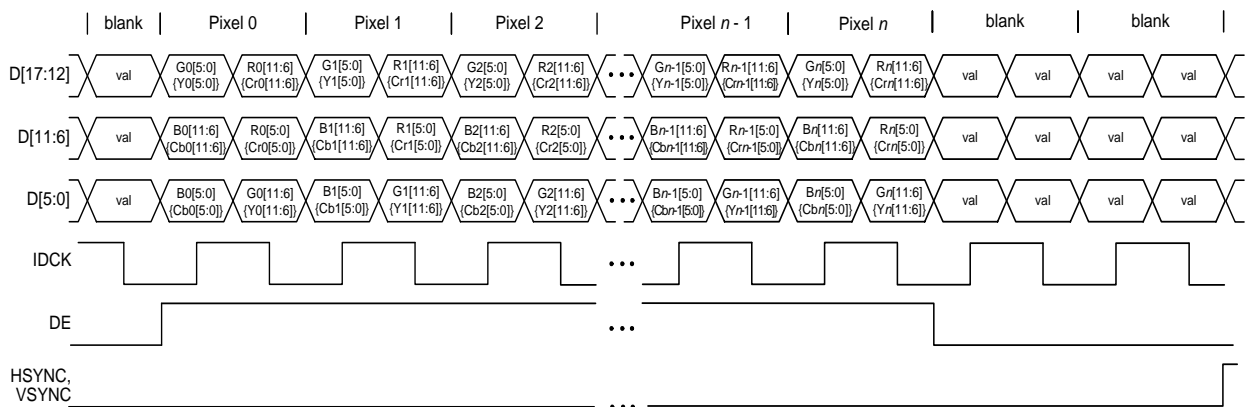 blank Pixel 0 Pixel 1 Pixel 2 Pixel n - 1 Pixel n blank blank
D[17:12] val G0[5:0] R0[11:6] G1[5:0] R1[11:6] G2[5:0] R2[11:6] ••• Gn-1[5:0] Rn-1[11:6] Gn[5:0] Rn[11:6] val val val val
{Y0[5:0]} {Cr0[11:6]} {Y1[5:0]} {Cr1[11:6]} {Y2[5:0]} {Cr2[11:6]} {Yn-1[5:0]} {Crn-1[11:6]} {Yn[5:0]} {Crn[11:6]}
D[11:6] val B0[11:6] R0[5:0] B1[11:6] R1[5:0] B2[11:6] R2[5:0] ••• Bn-1[11:6] Rn-1[5:0] Bn[11:6] Rn[5:0] val val val val
{Cb0[11:6]} {Cr0[5:0]} {Cb1[11:6]} {Cr1[5:0]} {Cb2[11:6]} {Cr2[5:0]} {Cbn-1[11:6]} {Crn-1[5:0]} {Cbn[11:6]} {Crn[5:0]}
D[5:0] val B0[5:0] G0[11:6] B1[5:0] G1[11:6] B2[5:0] G2[11:6] ••• Bn-1[5:0] Gn-1[11:6] Bn[5:0] Gn[11:6] val val val val
{Cb0[5:0]} {Y0[11:6]} {Cb1[5:0]} {Y1[11:6]} {Cb2[5:0]} {Y2[11:6]} {Cbn-1[5:0]} {Yn-1[11:6]} {Cbn[5:0]} {Yn[11:6]}
IDCK •••
DE •••
HSYNC,
VSYNC •••